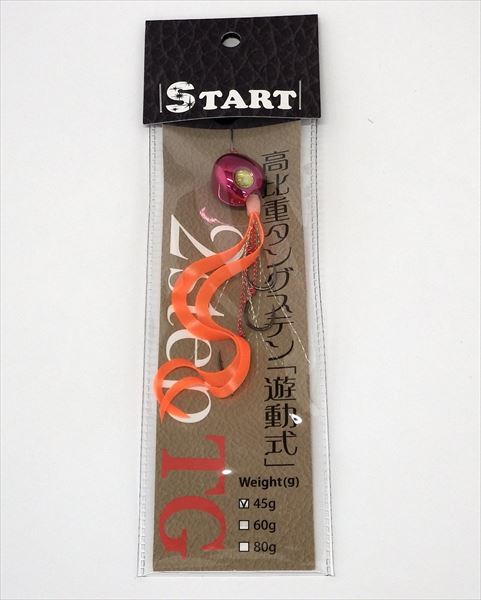 START
高比重タングステン「遊動式」
2step TG
Weight(g)
45g
60g
80g